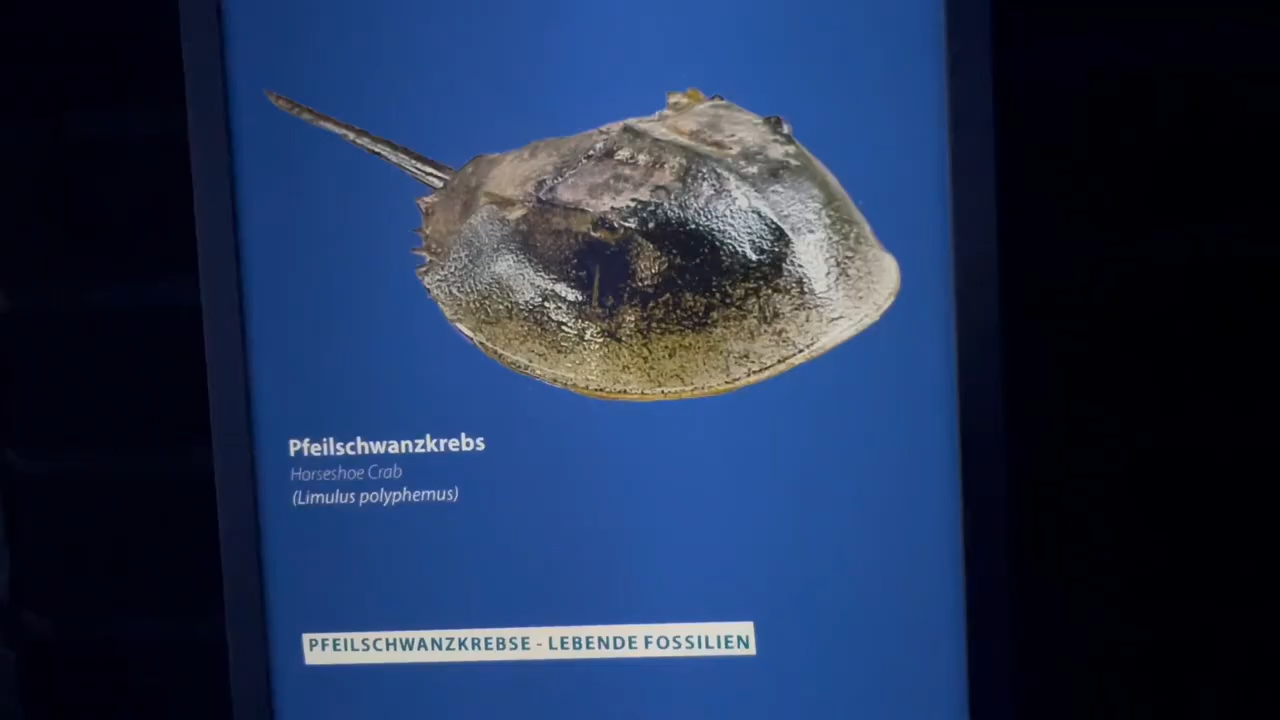 Pfeilschwanzkrebs
Horseshoe Crab
(Limulus polyphemus)
PFEILSCHWANZKREBSE - LEBENDE FOSSILIEN